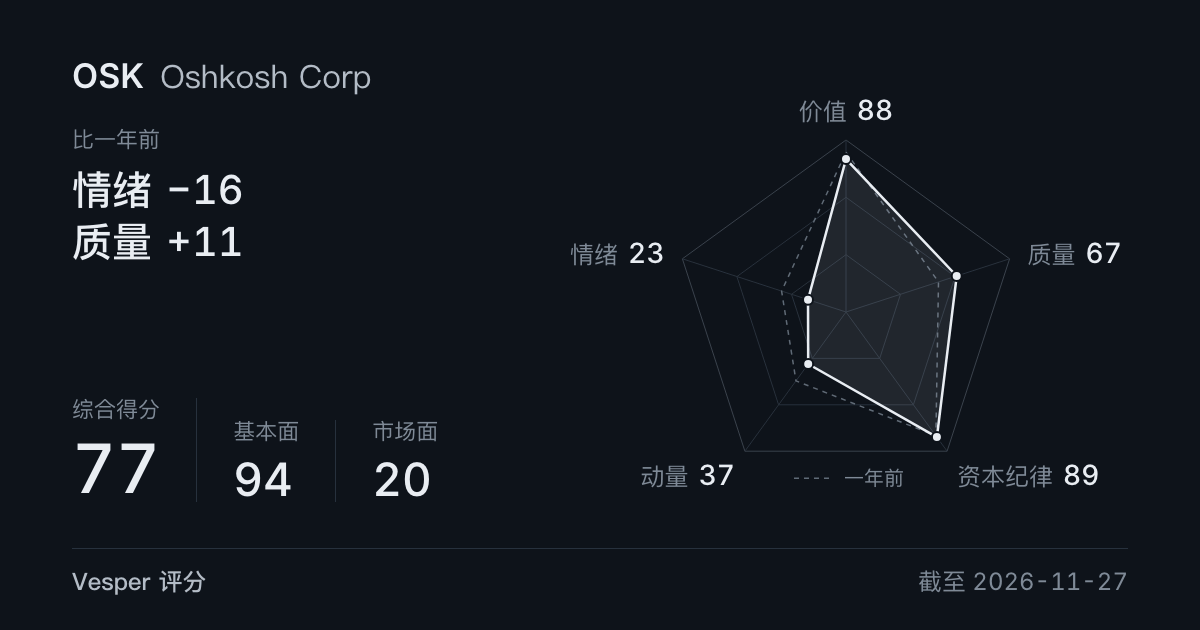 OSK Oshkosh Corp
比一年前
情绪 −16
质量 +11
价值 88
情绪 23
质量 67
动量 37
---- 一年前
资本纪律 89
综合得分
77
基本面
94
市场面
20
Vesper 评分
截至 2026-11-27